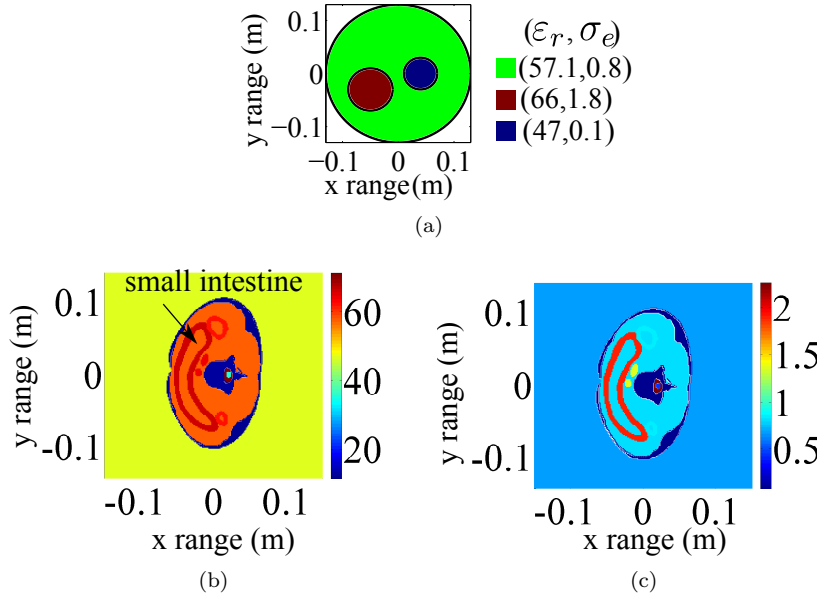 (εr, σe)
y range (m)
0.1
0
−0.1
(57.1,0.8)
(66,1.8)
(47,0.1)
−0.1 0 0.1
x range(m)
(a)
small intestine
y range (m)
0.1
0
-0.1
60
40
20
-0.1 0 0.1
x range (m)
(b)
y range (m)
0.1
0
-0.1
2
1.5
1
0.5
-0.1 0 0.1
x range (m)
(c)